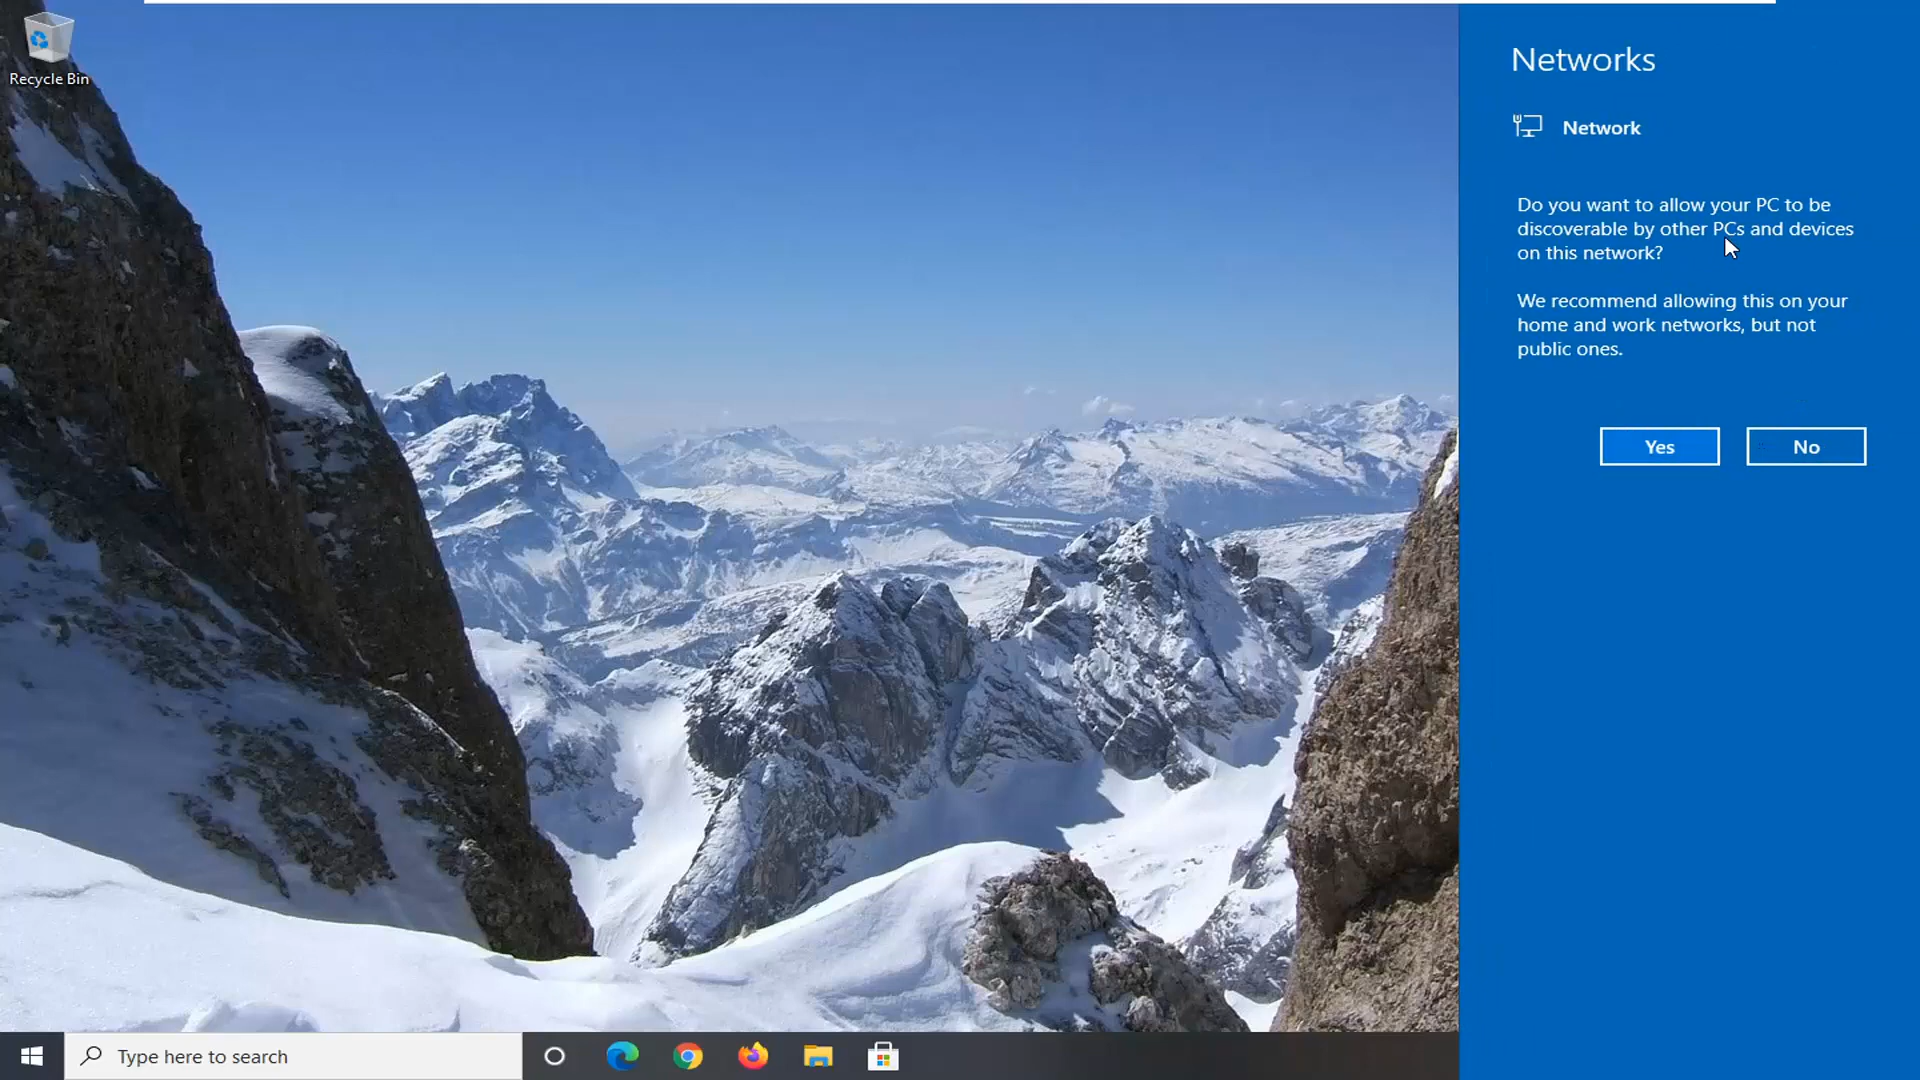 Recycle Bin
Networks
Network
Do you want to allow your PC to be
discoverable by other PCs and devices
on this network?
We recommend allowing this on your
home and work networks, but not
public ones.
Yes
No
Type here to search